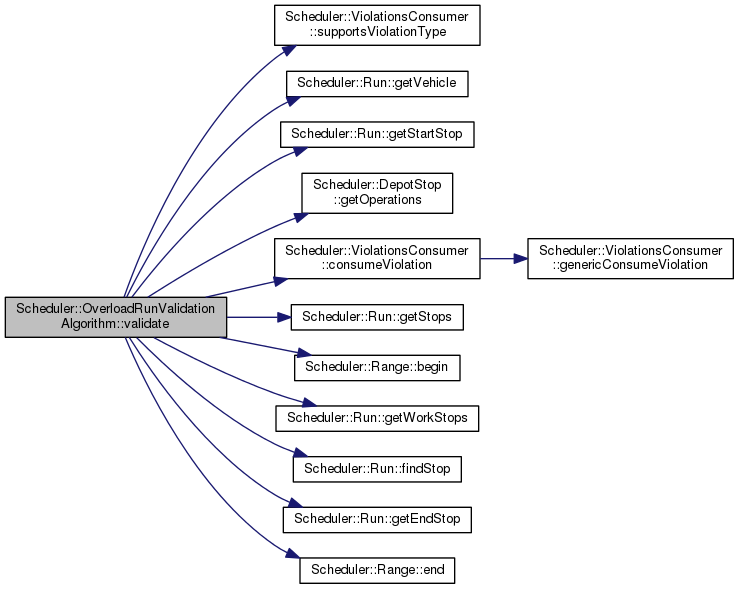 Scheduler::ViolationsConsumer
::supportsViolationType
Scheduler::Run::getVehicle
Scheduler::Run::getStartStop
Scheduler::DepotStop
::getOperations
Scheduler::ViolationsConsumer
::consumeViolation
Scheduler::ViolationsConsumer
::genericConsumeViolation
Scheduler::OverloadRunValidation
Algorithm::validate
Scheduler::Run::getStops
Scheduler::Range::begin
Scheduler::Run::getWorkStops
Scheduler::Run::findStop
Scheduler::Run::getEndStop
Scheduler::Range::end